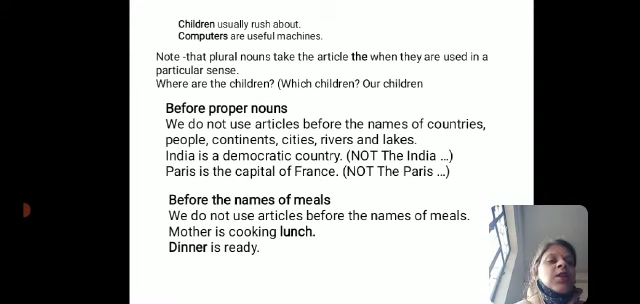 Children usually rush about.
Computers are useful machines.
Note -that plural nouns take the article the when they are used in a
particular sense.
Where are the children? (Which children? Our children
Before proper nouns
We do not use articles before the names of countries,
people, continents, cities, rivers and lakes.
India is a democratic country. (NOT The India ...)
Paris is the capital of France. (NOT The Paris ...)
Before the names of meals
We do not use articles before the names of meals.
Mother is cooking lunch.
Dinner is ready.